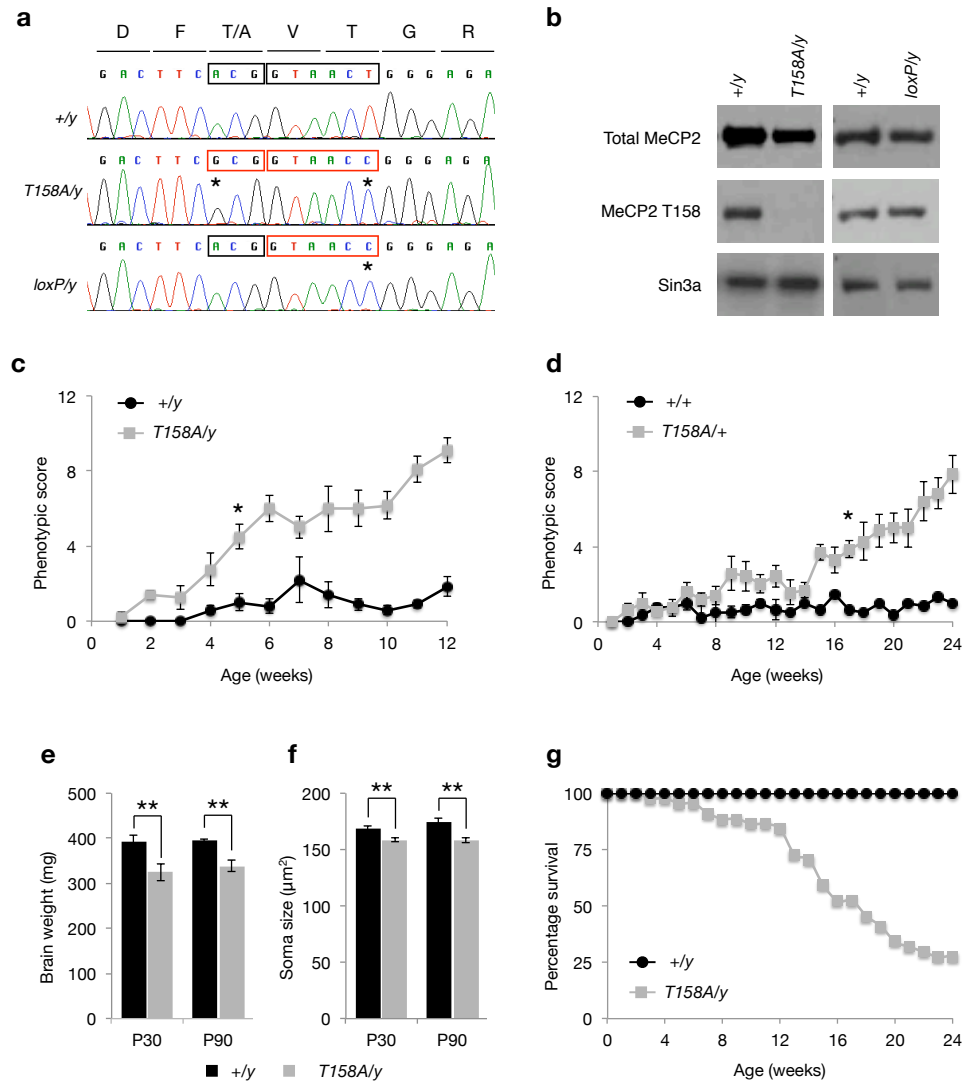 a
D F T/A V T G R
G A C T T C A C G G T A A C T G G G A G A
+/y
G A C T T C G C G G T A A C C G G G A G A
T158A/y
* *
G A C T T C A C G G T A A C C G G G A G A
loxP/y
*
b
+/y T158A/y +/y loxP/y
Total MeCP2
MeCP2 T158
Sin3a
c
+/y
T158A/y
*
Phenotypic score
12
8
4
0
0 2 4 6 8 10 12
Age (weeks)
d
+/+
T158A/+
*
Phenotypic score
12
8
4
0
0 4 8 12 16 20 24
Age (weeks)
e
** **
Brain weight (mg)
500
400
300
200
100
0
P30 P90
f
** **
Soma size (µm²)
200
150
100
50
0
P30 P90
+/y T158A/y
g
Percentage survival
100
75
50
25
0
+/y
T158A/y
0 4 8 12 16 20 24
Age (weeks)